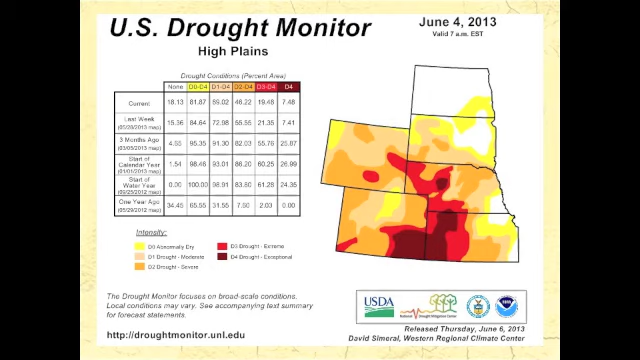 U.S. Drought Monitor
High Plains
June 4, 2013
Valid 7 a.m. EST
Drought Conditions (Percent Area)
None D0-D4 D1-D4 D2-D4 D3-D4 D4
Current 18.13 81.87 69.02 46.22 19.46 7.48
Last Week (05/28/2013 map) 15.36 84.64 72.98 55.55 21.35 7.41
3 Months Ago (03/05/2013 map) 4.65 95.35 91.30 82.03 55.76 25.87
Start of Calendar Year (01/01/2013 map) 1.54 98.46 93.01 86.20 60.25 26.99
Start of Water Year (09/25/2012 map) 0.00 100.00 98.91 83.80 61.28 24.35
One Year Ago (05/29/2012 map) 34.45 65.55 31.55 7.60 2.03 0.00
Intensity:
D0 Abnormally Dry
D1 Drought - Moderate
D2 Drought - Severe
D3 Drought - Extreme
D4 Drought - Exceptional
The Drought Monitor focuses on broad-scale conditions.
Local conditions may vary. See accompanying text summary
for forecast statements.
http://droughtmonitor.unl.edu
USDA
National Drought Mitigation Center
Released Thursday, June 6, 2013
David Simeral, Western Regional Climate Center